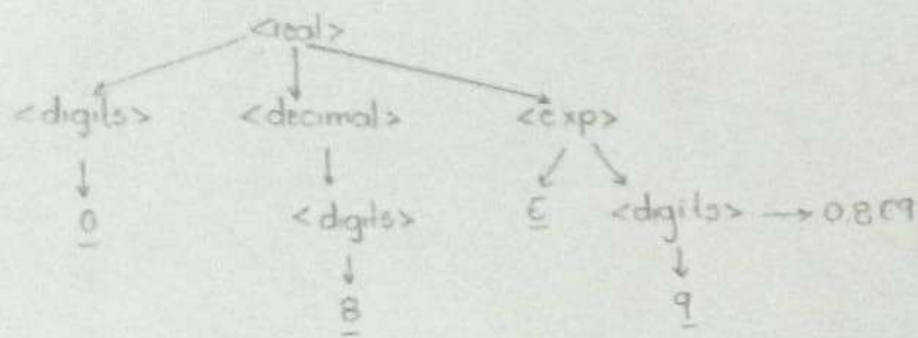 <real>
<digits> <decimal> <exp>
0 <digits> E <digits> → 0.8E9
8 9